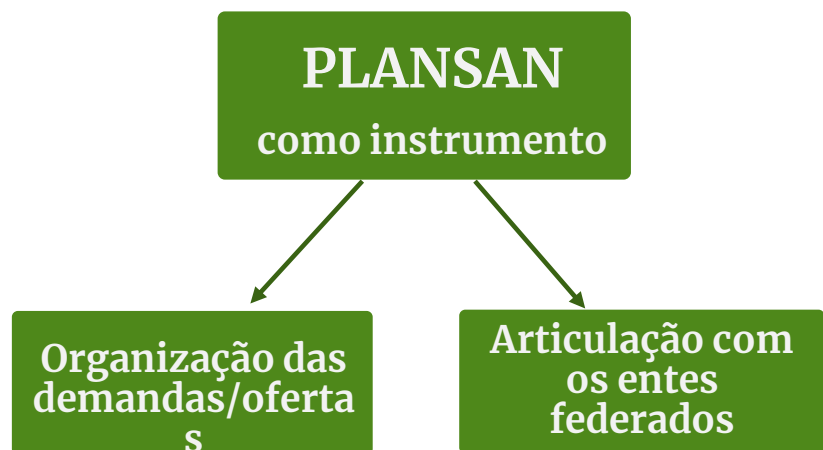 PLANSAN
como instrumento
Organização das
demandas/oferta
s
Articulação com
os entes
federados